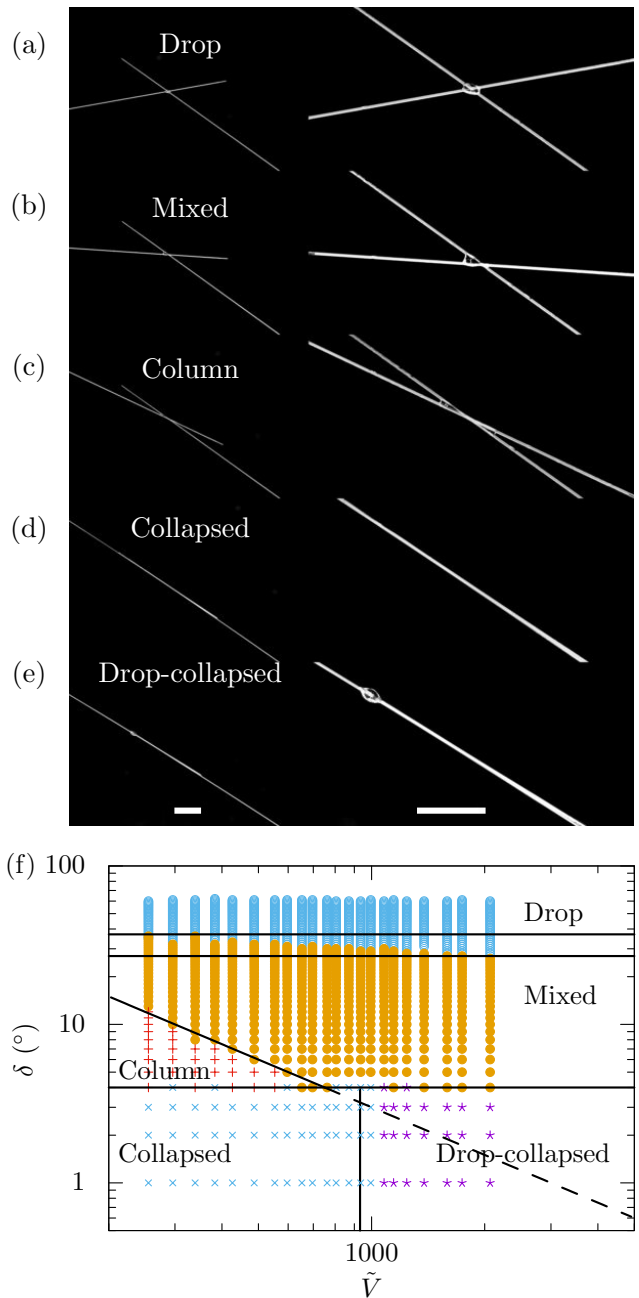 (a)
Drop
(b)
Mixed
(c)
Column
(d)
Collapsed
(e)
Drop-collapsed
(f)
100
Drop
Mixed
δ (°)
10
Column
Collapsed
Drop-collapsed
1
1000
Ṽ